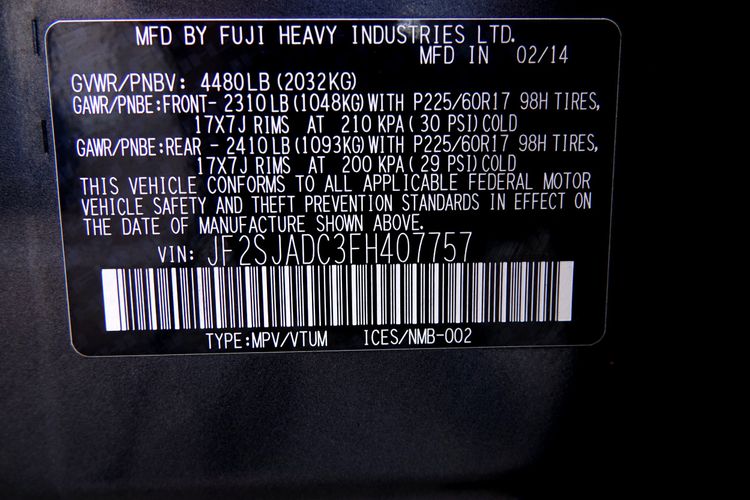 MFD BY FUJI HEAVY INDUSTRIES LTD.
MFD IN 02/14
GVWR/PNBV: 4480LB(2032KG)
GAWR/PNBE:FRONT- 2310LB(1048KG)WITH P225/60R17 98H TIRES,
17X7J RIMS AT 210 KPA( 30 PSI)COLD
GAWR/PNBE:REAR - 2410LB(1093KG)WITH P225/60R17 98H TIRES,
17X7J RIMS AT 200 KPA( 29 PSI)COLD
THIS VEHICLE CONFORMS TO ALL APPLICABLE FEDERAL MOTOR
VEHICLE SAFETY AND THEFT PREVENTION STANDARDS IN EFFECT ON
THE DATE OF MANUFACTURE SHOWN ABOVE.
VIN: JF2SJADC3FH407757
TYPE:MPV/VTUM ICES/NMB-002